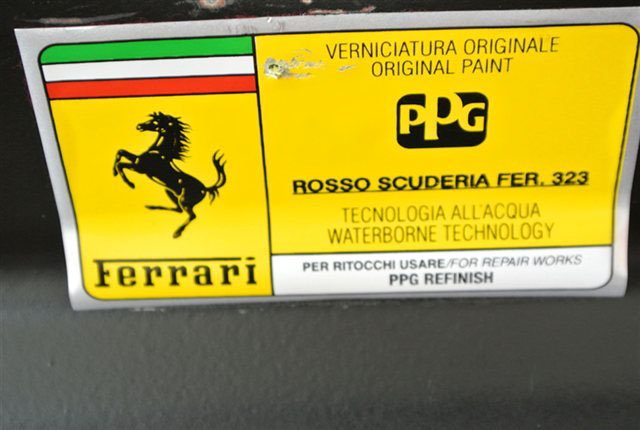 Ferrari
VERNICIATURA ORIGINALE
ORIGINAL PAINT
PPG
ROSSO SCUDERIA FER. 323
TECNOLOGIA ALL'ACQUA
WATERBORNE TECHNOLOGY
PER RITOCCHI USARE/FOR REPAIR WORKS
PPG REFINISH